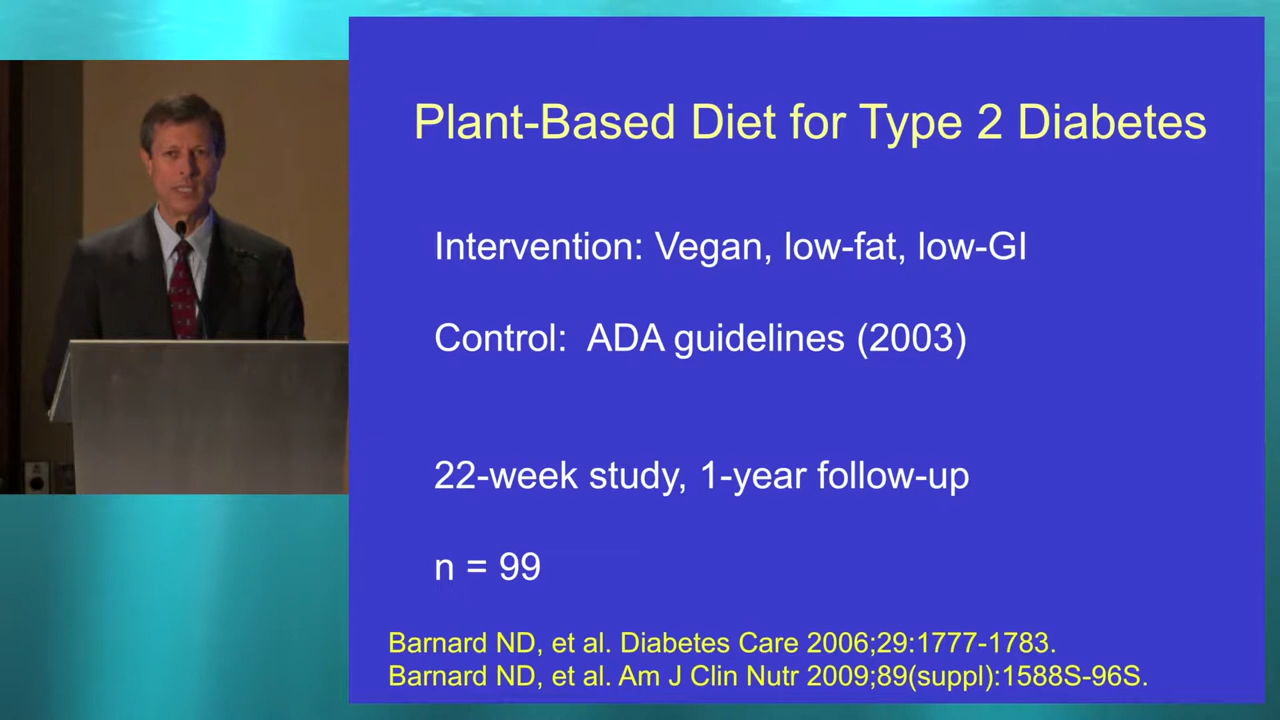 Plant-Based Diet for Type 2 Diabetes
Intervention: Vegan, low-fat, low-GI
Control: ADA guidelines (2003)
22-week study, 1-year follow-up
n = 99
Barnard ND, et al. Diabetes Care 2006;29:1777-1783.
Barnard ND, et al. Am J Clin Nutr 2009;89(suppl):1588S-96S.